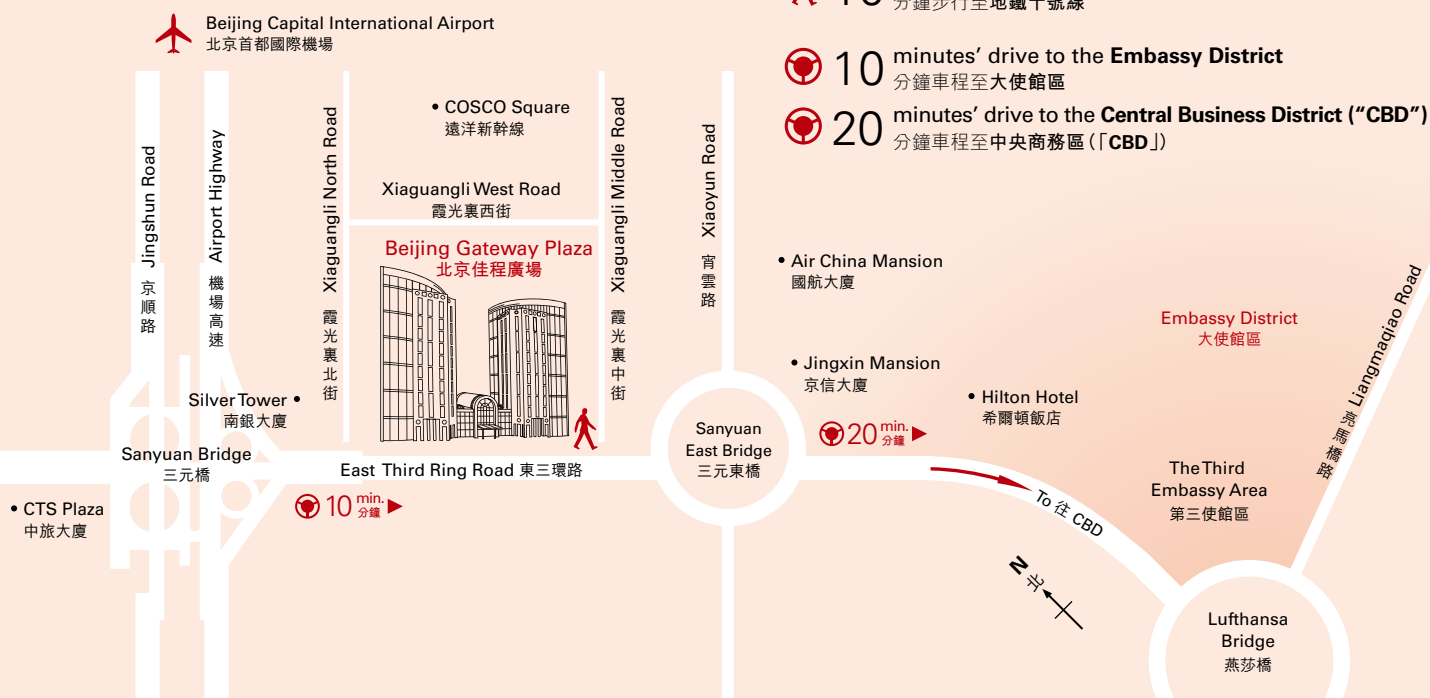 Beijing Capital International Airport
北京首都國際機場
分鐘步行至地鐵十號線
10 minutes’ drive to the Embassy District
分鐘車程至大使館區
20 minutes’ drive to the Central Business District (“CBD”)
分鐘車程至中央商務區(「CBD」)
Jingshun Road 京順路
Airport Highway 機場高速
Xiaguangli North Road 霞光裏北街
• COSCO Square
遠洋新幹線
Xiaguangli West Road
霞光裏西街
Xiaguangli Middle Road 霞光裏中街
Xiaoyun Road 宵雲路
Beijing Gateway Plaza
北京佳程廣場
• Air China Mansion
國航大廈
Embassy District
大使館區
Liangmaqiao Road 亮馬橋路
• Jingxin Mansion
京信大廈
• Hilton Hotel
希爾頓飯店
Silver Tower •
南銀大廈
20 min. 分鐘
Sanyuan Bridge
三元橋
East Third Ring Road 東三環路
Sanyuan
East Bridge
三元東橋
The Third
Embassy Area
第三使館區
10 min. 分鐘
• CTS Plaza
中旅大廈
To 往 CBD
N 北
Lufthansa
Bridge
燕莎橋